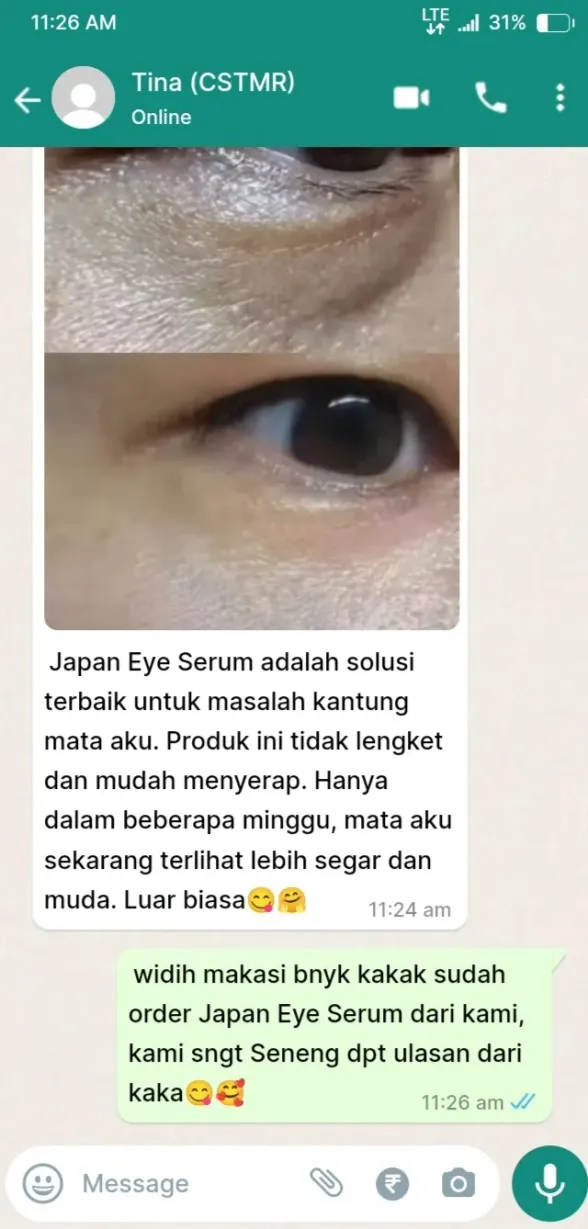 11:26 AM
LTE
31%
Tina (CSTMR)
Online
Japan Eye Serum adalah solusi
terbaik untuk masalah kantung
mata aku. Produk ini tidak lengket
dan mudah menyerap. Hanya
dalam beberapa minggu, mata aku
sekarang terlihat lebih segar dan
muda. Luar biasa😋🤗
11:24 am
widih makasi bnyk kakak sudah
order Japan Eye Serum dari kami,
kami sngt Seneng dpt ulasan dari
kaka😋🥰
11:26 am
Message
₹